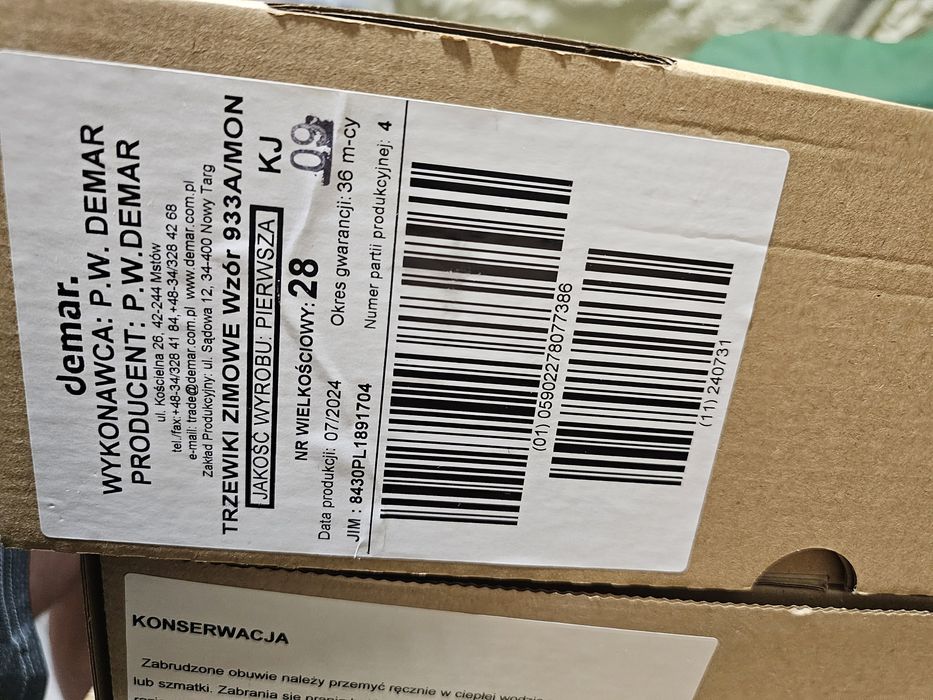 demar.
WYKONAWCA: P.W. DEMAR
PRODUCENT: P.W.DEMAR
ul. Kościelna 26, 42-244 Mstów
tel./fax:+48-34/328 41 84,+48-34/328 42 68
e-mail: trade@demar.com.pl www.demar.com.pl
Zakład Produkcyjny: ul. Sądowa 12, 34-400 Nowy Targ
TRZEWIKI ZIMOWE Wzór 933A/MON
JAKOŚĆ WYROBU: PIERWSZA KJ
NR WIELKOŚCIOWY: 28 09
Data produkcji: 07/2024 Okres gwarancji: 36 m-cy
JIM : 8430PL1891704 Numer partii produkcyjnej: 4
(01) 05902278077386
(11) 240731
KONSERWACJA
Zabrudzone obuwie należy przemyć ręcznie w ciepłej
lub szmatki. Zabrania się